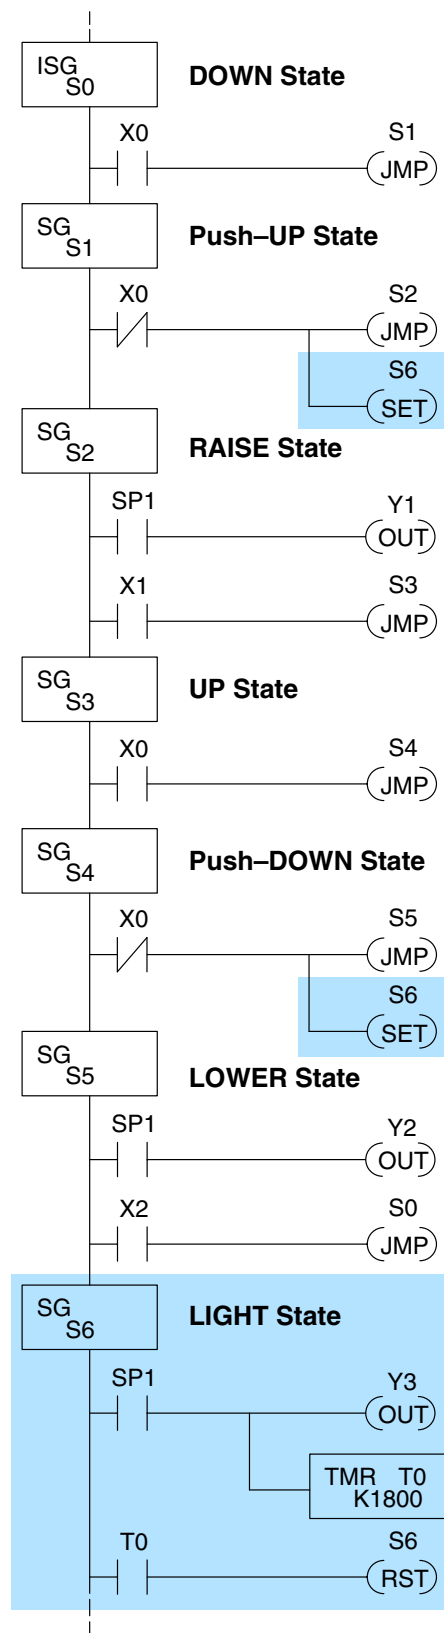 ISG
S0
DOWN State
X0
S1
JMP
SG
S1
Push–UP State
X0
S2
JMP
S6
SET
SG
S2
RAISE State
SP1
Y1
OUT
X1
S3
JMP
SG
S3
UP State
X0
S4
JMP
SG
S4
Push–DOWN State
X0
S5
JMP
S6
SET
SG
S5
LOWER State
SP1
Y2
OUT
X2
S0
JMP
SG
S6
LIGHT State
SP1
Y3
OUT
TMR T0
K1800
T0
S6
RST